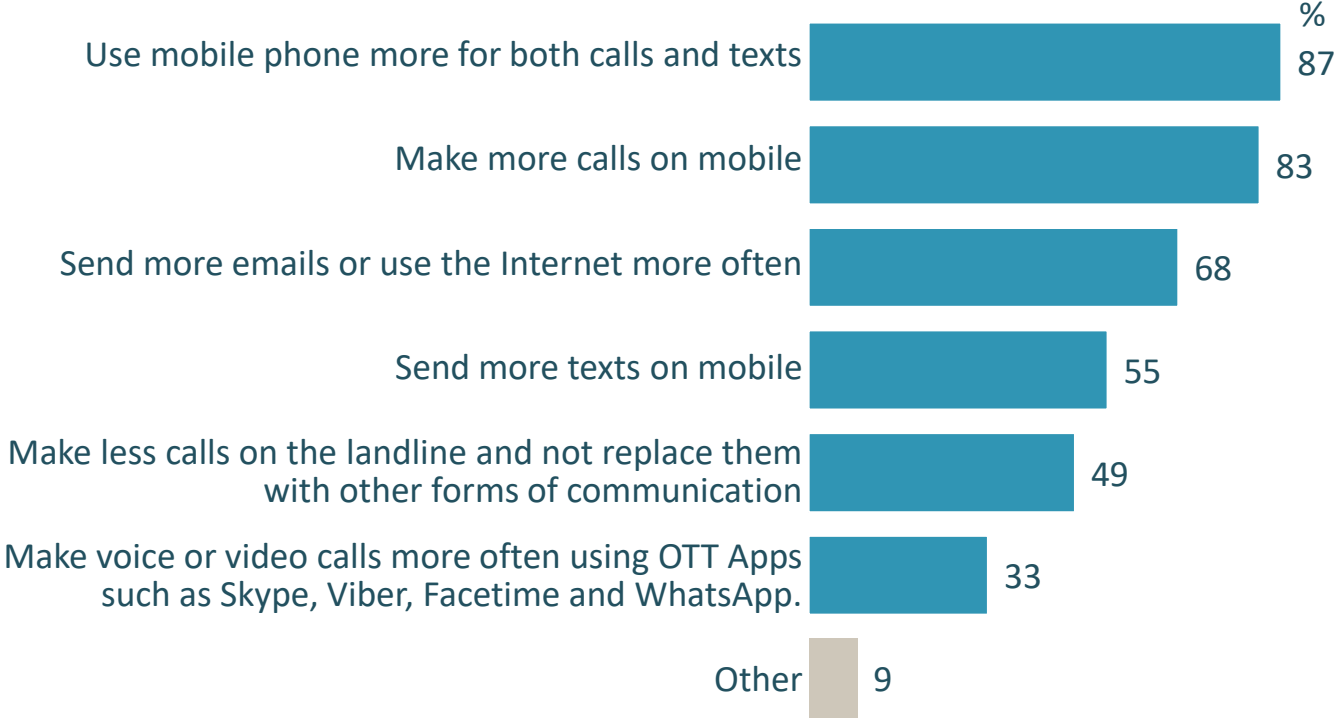 %
Use mobile phone more for both calls and texts 87
Make more calls on mobile 83
Send more emails or use the Internet more often 68
Send more texts on mobile 55
Make less calls on the landline and not replace them
with other forms of communication 49
Make voice or video calls more often using OTT Apps
such as Skype, Viber, Facetime and WhatsApp. 33
Other 9